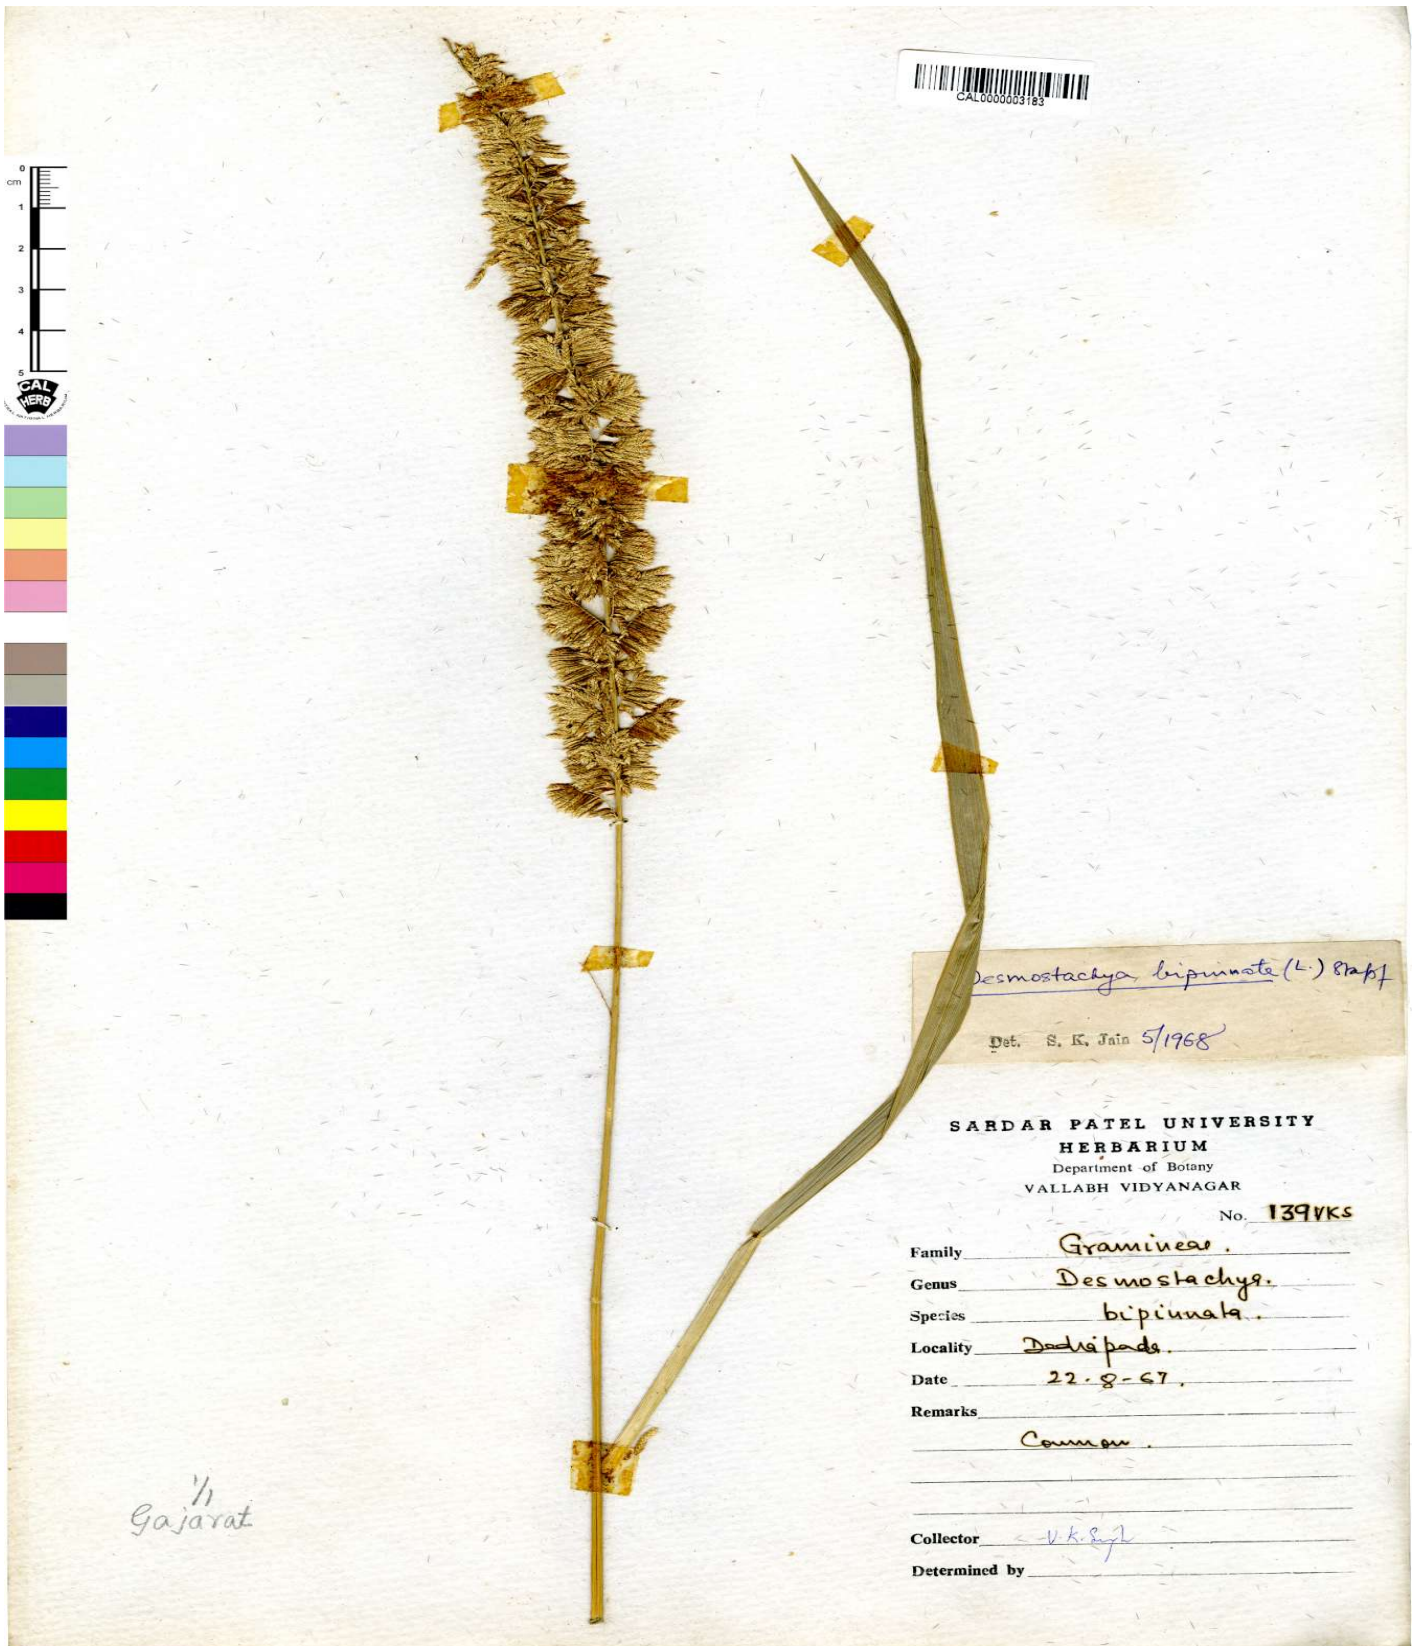 CAL0000003183
0
cm
1
2
3
4
5
CAL
HERB
Desmostachya bipinnata (L.) Stapf
Det. S. K. Jain 5/1968
SARDAR PATEL UNIVERSITY
HERBARIUM
Department of Botany
VALLABH VIDYANAGAR
No. 139VKS
Family Gramineae.
Genus Desmostachya.
Species bipinnata.
Locality
Date 22.8-67.
Remarks
Common.
Collector V.K. Singh
Determined by
1/1
Gajarat